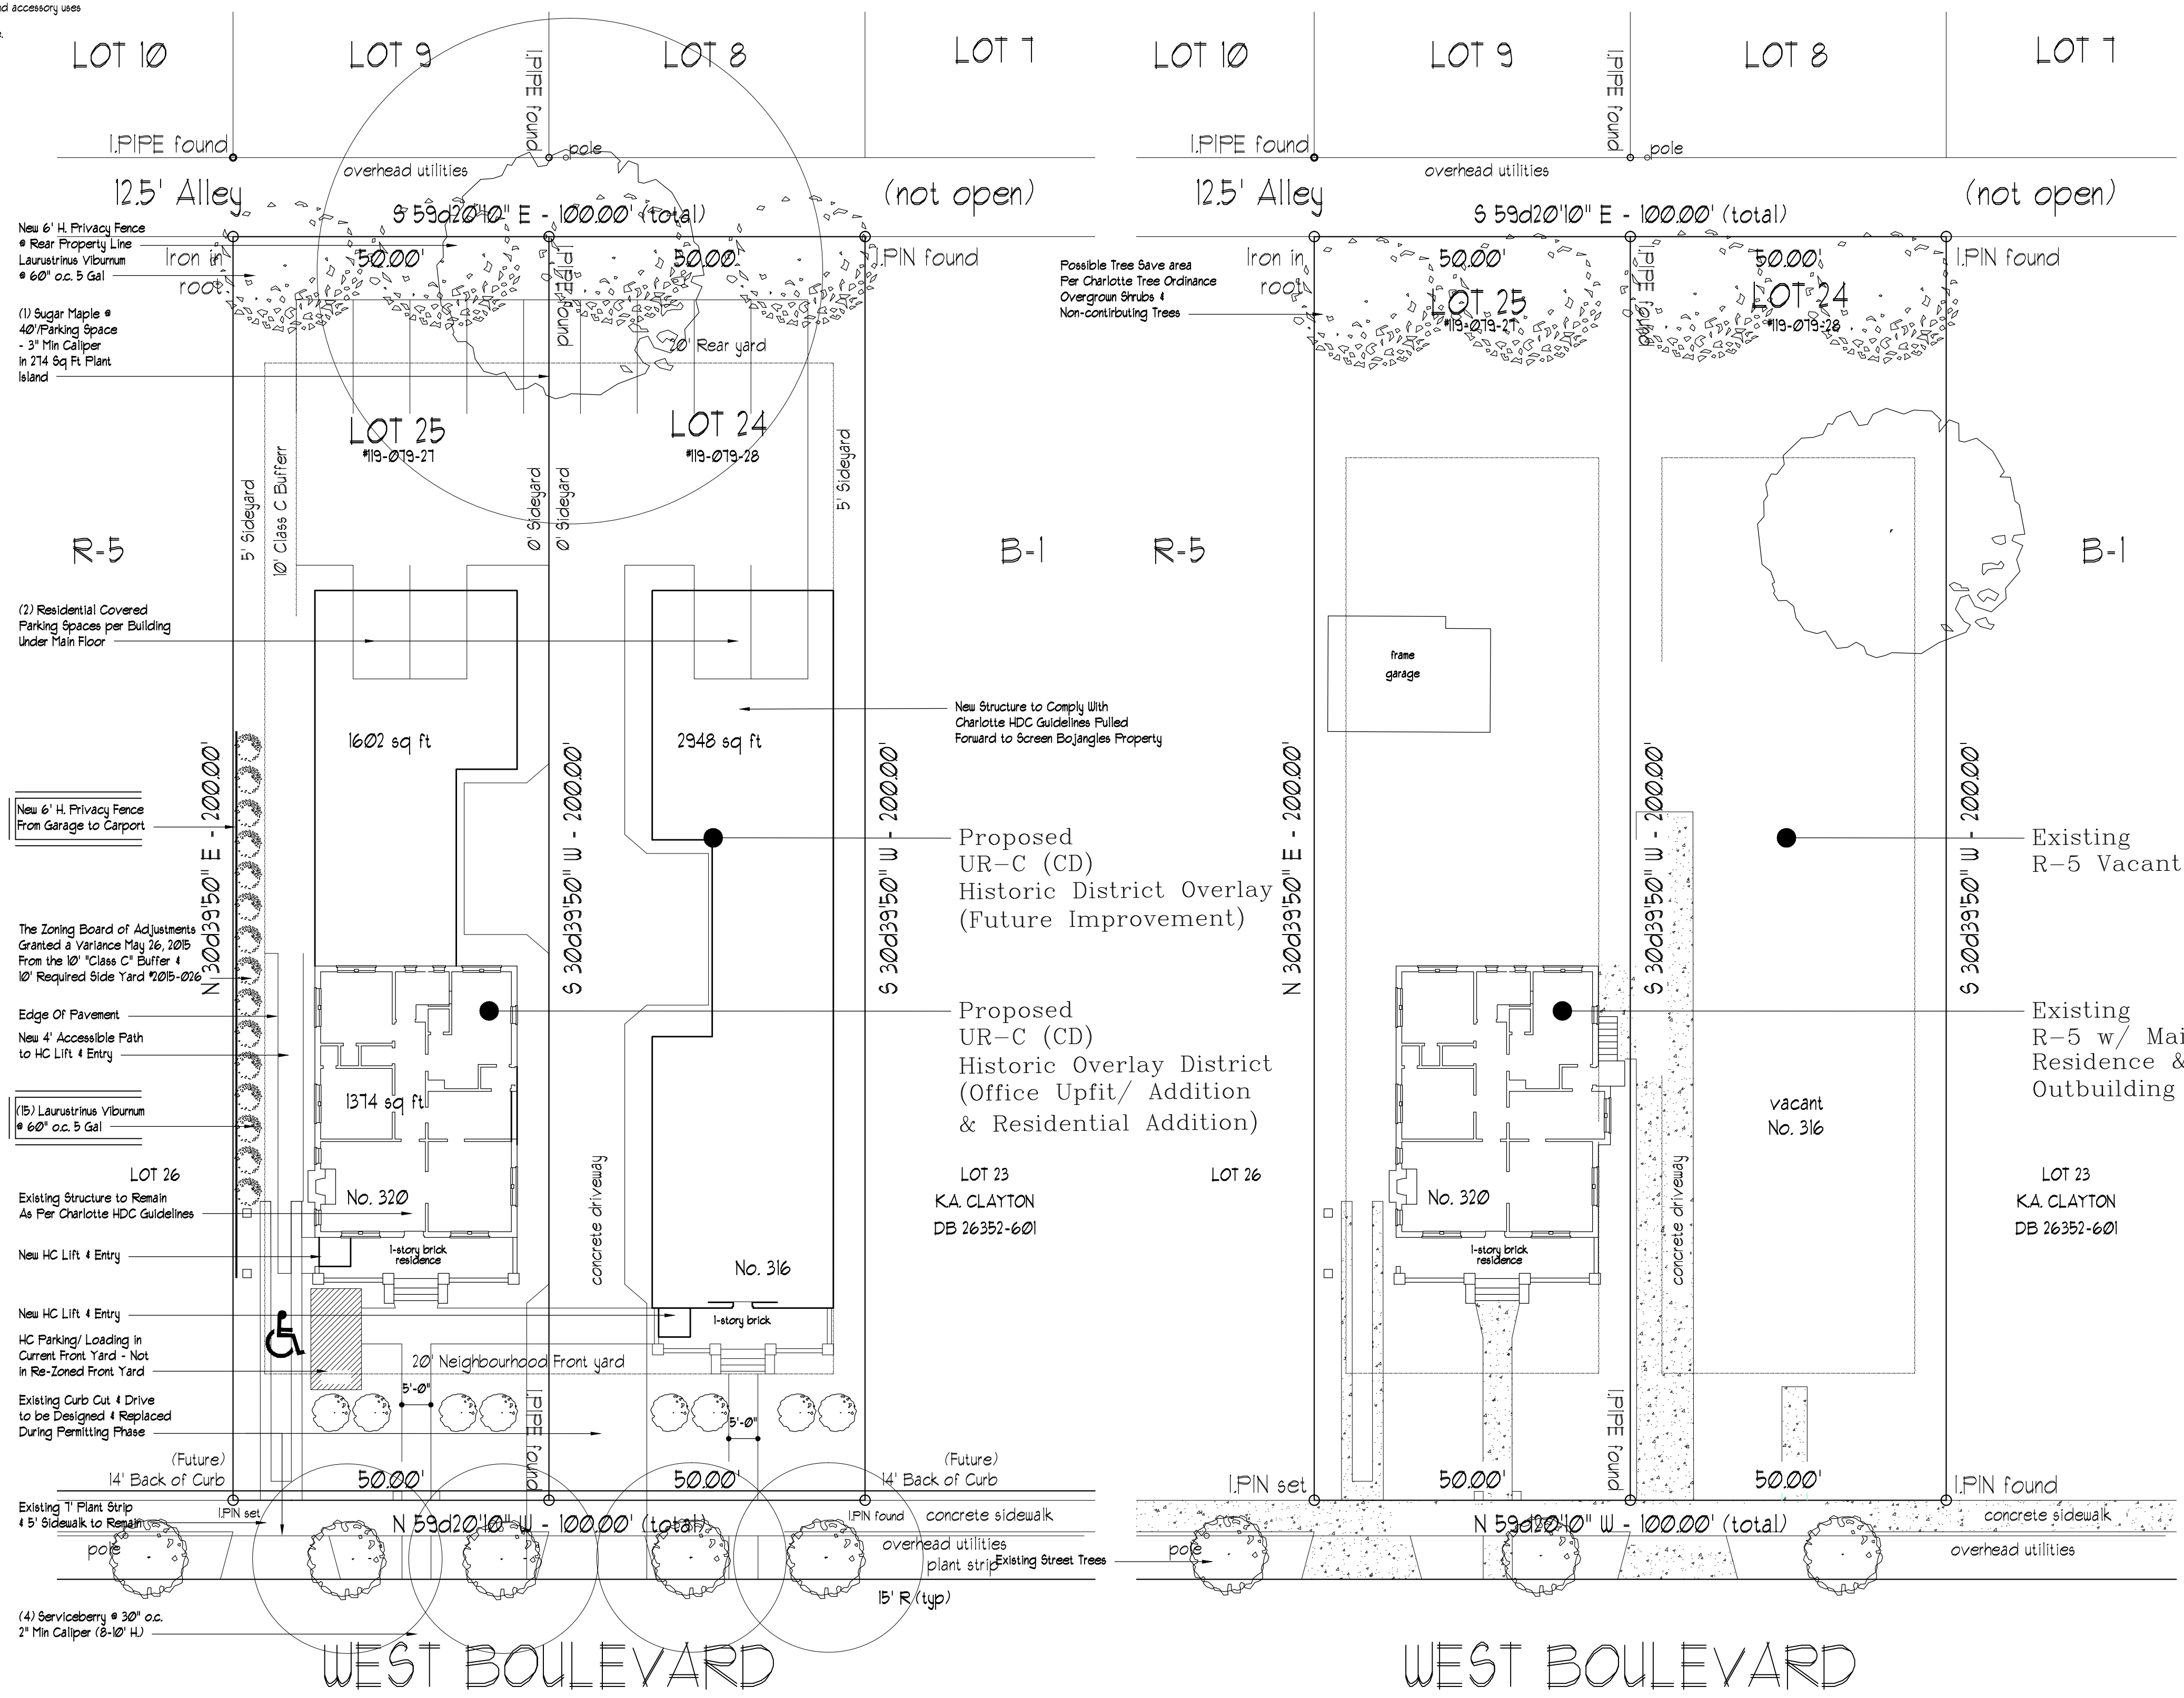 nd accessory uses
LOT 10
LOT 9
LOT 8
LOT 7
I.PIPE found
I.PIPE found
pole
overhead utilities
12.5' Alley
(not open)
S 59d20'10" E - 100.00' (total)
New 6' H. Privacy Fence
@ Rear Property Line
Laurustrinus Viburnum
@ 60" o.c. 5 Gal
Iron in
root
50.00'
I.PIPE found
50.00'
I.PIN found
(1) Sugar Maple @
40'/Parking Space
- 3" Min Caliper
in 274 Sq Ft Plant
Island
20' Rear yard
LOT 25
#119-079-27
LOT 24
#119-079-28
5' Sideyard
10' Class C Bufferr
0' Sideyard
0' Sideyard
5' Sideyard
R-5
B-1
(2) Residential Covered
Parking Spaces per Building
Under Main Floor
New Structure to Comply With
Charlotte HDC Guidelines Pulled
Forward to Screen Bojangles Property
1602 sq ft
2948 sq ft
N 30d39'50" E - 200.00'
S 30d39'50" W - 200.00'
S 30d39'50" W - 200.00'
New 6' H. Privacy Fence
From Garage to Carport
Proposed
UR-C (CD)
Historic District Overlay
(Future Improvement)
The Zoning Board of Adjustments
Granted a Variance May 26, 2015
From the 10' "Class C" Buffer &
10' Required Side Yard #2015-026
Edge Of Pavement
New 4' Accessible Path
to HC Lift & Entry
Proposed
UR-C (CD)
Historic Overlay District
(Office Upfit/ Addition
& Residential Addition)
1374 sq ft
(15) Laurustrinus Viburnum
@ 60" o.c. 5 Gal
LOT 26
LOT 23
K.A. CLAYTON
DB 26352-601
Existing Structure to Remain
As Per Charlotte HDC Guidelines
No. 320
concrete driveway
New HC Lift & Entry
1-story brick
residence
No. 316
New HC Lift & Entry
1-story brick
HC Parking/ Loading in
Current Front Yard - Not
in Re-Zoned Front Yard
20' Neighbourhood Front yard
5'-0"
5'-0"
Existing Curb Cut & Drive
to be Designed & Replaced
During Permitting Phase
I.PIPE found
(Future)
14' Back of Curb
50.00'
50.00'
(Future)
14' Back of Curb
Existing 7' Plant Strip
& 5' Sidewalk to Remain
I.PIN set
N 59d20'10" W - 100.00' (total)
I.PIN found
concrete sidewalk
pole
overhead utilities
plant strip
15' R (typ)
(4) Serviceberry @ 30" o.c.
2" Min Caliper (8-10' H.)
WEST BOULEVARD
LOT 10
LOT 9
LOT 8
LOT 7
I.PIPE found
I.PIPE found
pole
overhead utilities
12.5' Alley
(not open)
S 59d20'10" E - 100.00' (total)
Possible Tree Save area
Per Charlotte Tree Ordinance
Overgrown Shrubs &
Non-contirbuting Trees
Iron in
root
50.00'
I.PIPE found
50.00'
I.PIN found
LOT 25
#119-079-27
LOT 24
#119-079-28
R-5
B-1
frame
garage
N 30d39'50" E - 200.00'
S 30d39'50" W - 200.00'
S 30d39'50" W - 200.00'
Existing
R-5 Vacant
Existing
R-5 w/ Mai
Residence &
Outbuilding
vacant
No. 316
LOT 26
LOT 23
K.A. CLAYTON
DB 26352-601
No. 320
concrete driveway
1-story brick
residence
I.PIPE found
I.PIN set
50.00'
50.00'
I.PIN found
N 59d20'10" W - 100.00' (total)
concrete sidewalk
Existing Street Trees
pole
overhead utilities
WEST BOULEVARD